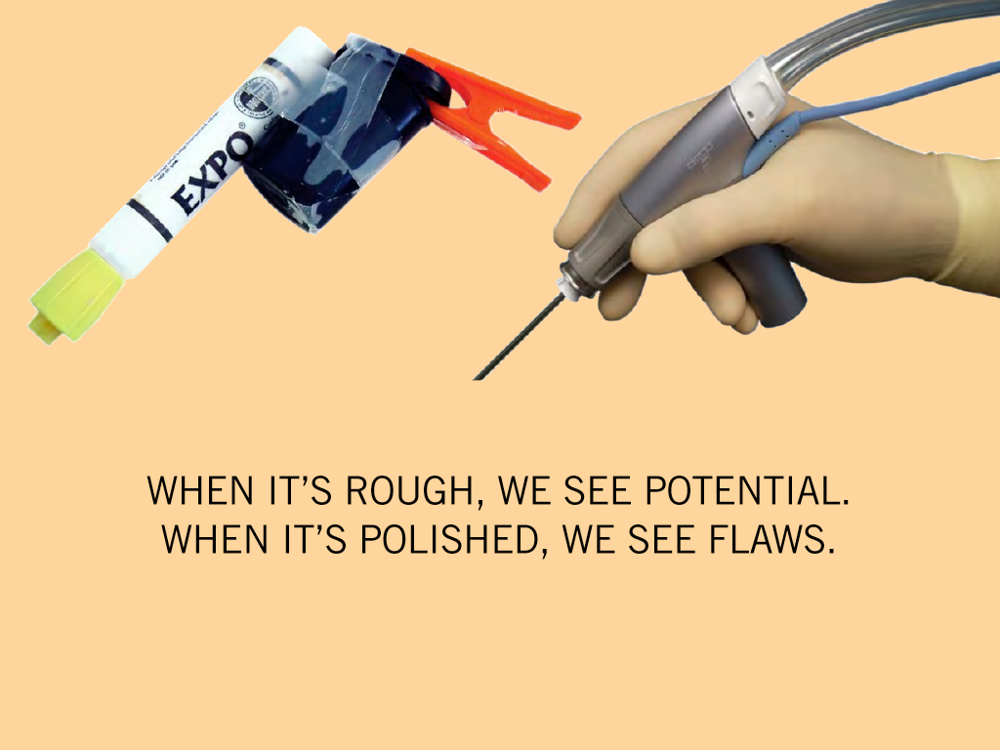 EXPO®
WHEN IT'S ROUGH, WE SEE POTENTIAL.
WHEN IT'S POLISHED, WE SEE FLAWS.